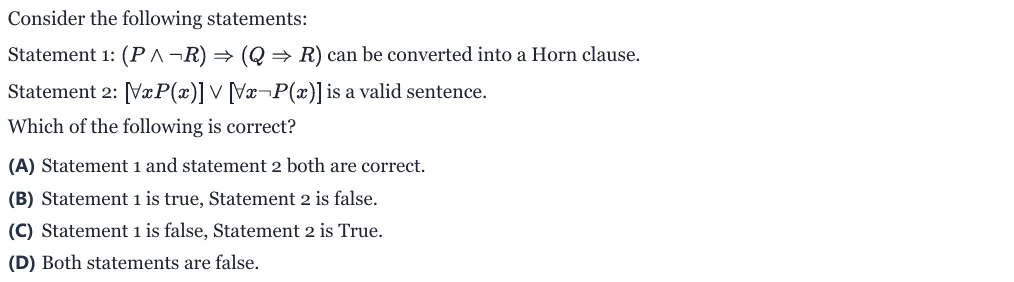 Consider the following statements:
Statement 1: (P ∧ ¬R) ⇒ (Q ⇒ R) can be converted into a Horn clause.
Statement 2: [∀xP(x)] ∨ [∀x¬P(x)] is a valid sentence.
Which of the following is correct?
(A) Statement 1 and statement 2 both are correct.
(B) Statement 1 is true, Statement 2 is false.
(C) Statement 1 is false, Statement 2 is True.
(D) Both statements are false.